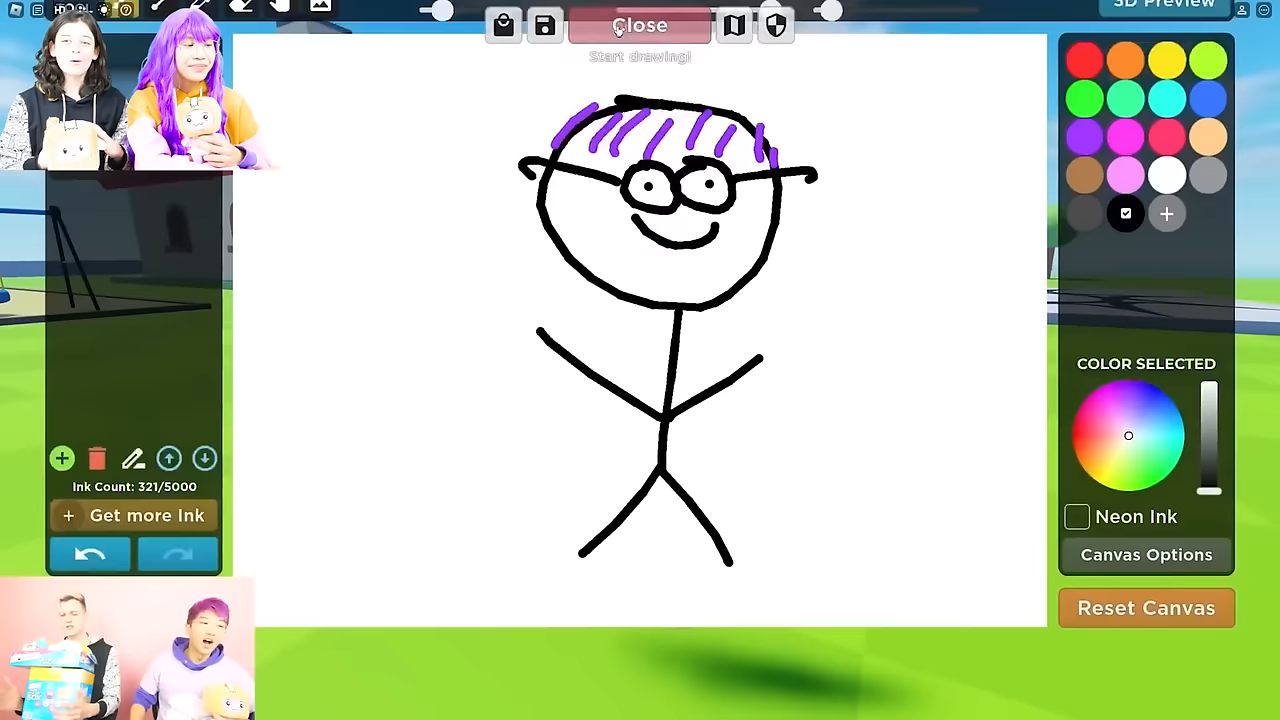 3D Preview
Close
Start drawing!
COLOR SELECTED
Ink Count: 321/5000
+ Get more Ink
Neon Ink
Canvas Options
Reset Canvas